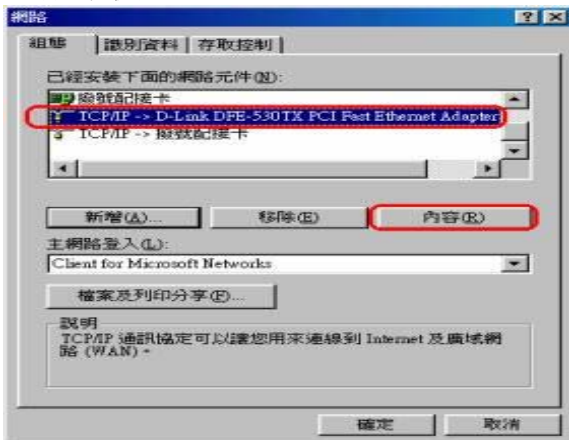 網路
組態 識別資料 存取控制
已經安裝下面的網路元件(N):
撥號配接卡
TCP/IP -> D-Link DFE-530TX PCI Fast Ethernet Adapter
TCP/IP -> 撥號配接卡
新增(A)... 移除(E) 內容(R)
主網路登入(L):
Client for Microsoft Networks
檔案及列印分享(F)...
說明
TCP/IP 通訊協定可以讓您用來連線到 Internet 及廣域網
路 (WAN)。
確定 取消